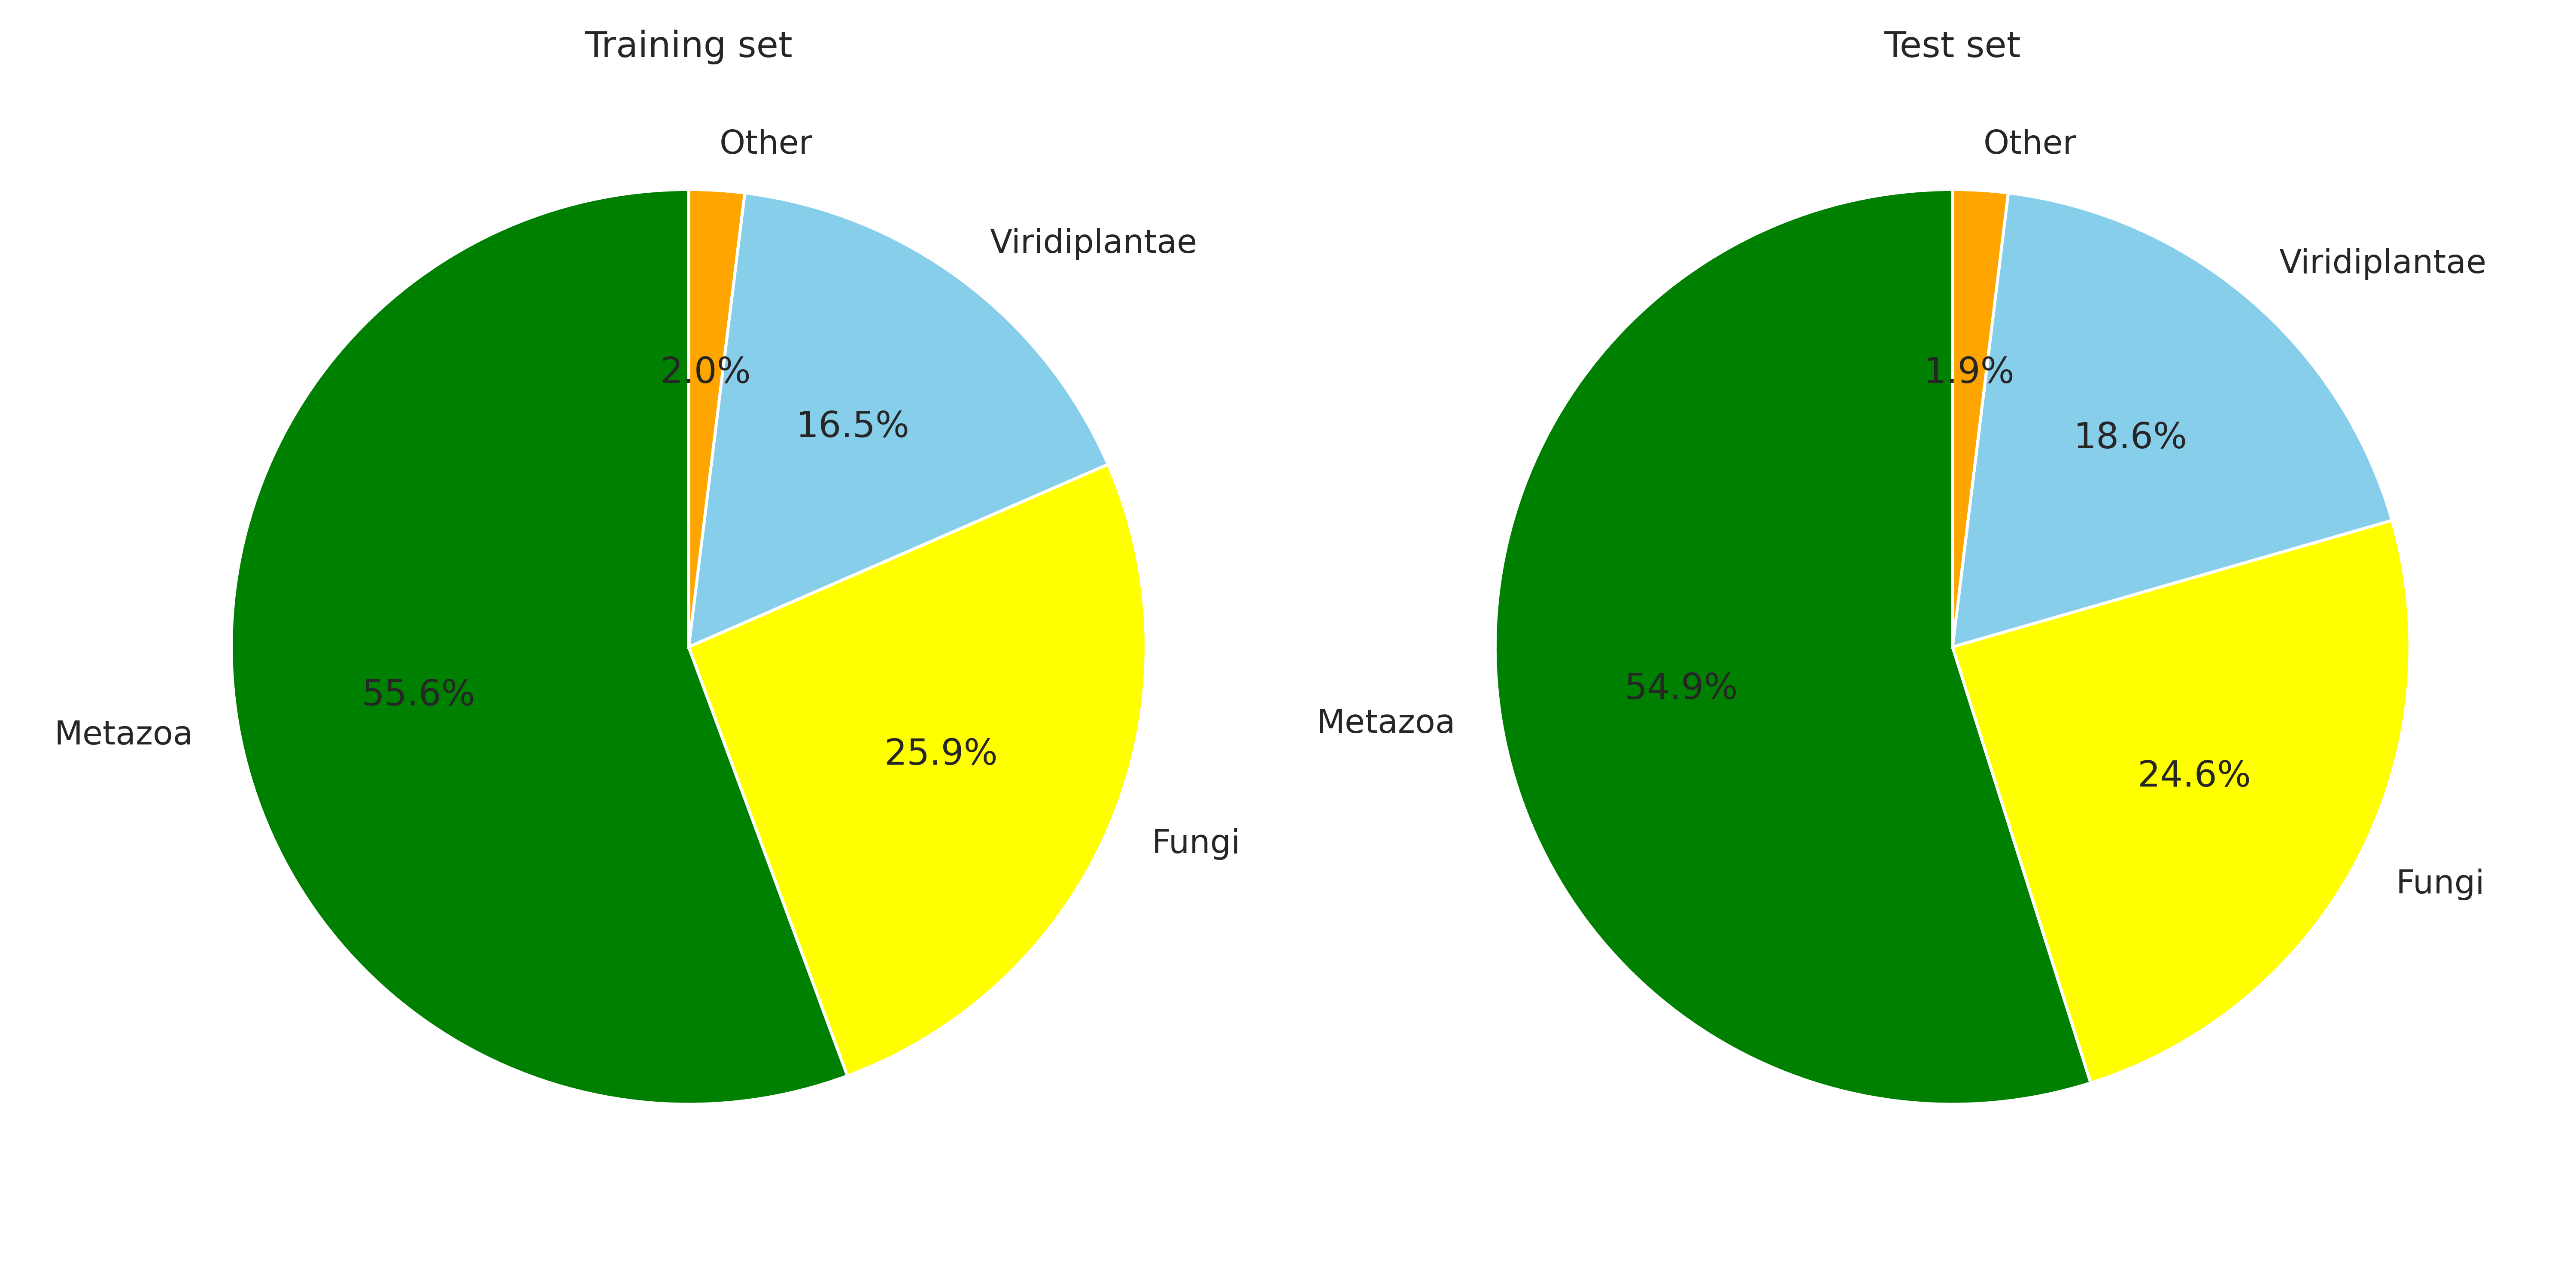 Training set
Other
Viridiplantae
2.0%
16.5%
55.6%
Metazoa
25.9%
Fungi
Test set
Other
Viridiplantae
1.9%
18.6%
54.9%
Metazoa
24.6%
Fungi